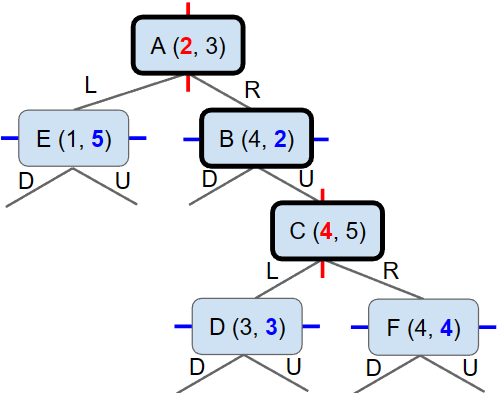 A (2, 3)
L R
E (1, 5) B (4, 2)
D U D U
C (4, 5)
L R
D (3, 3) F (4, 4)
D U D U